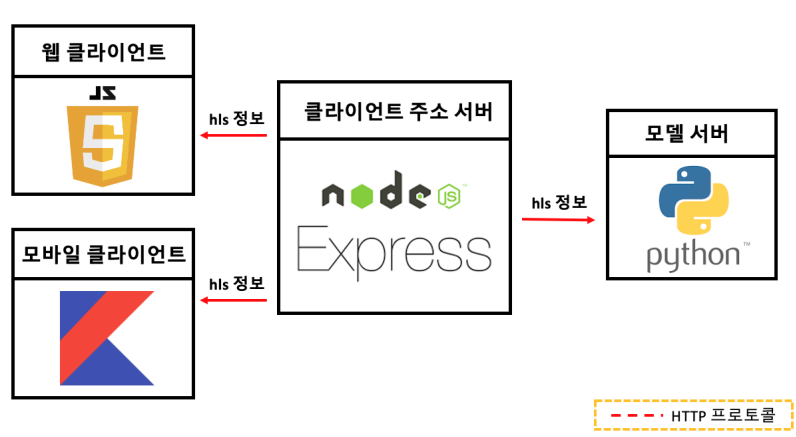 웹 클라이언트
JS
hls 정보
클라이언트 주소 서버
node
JS
™
Express
hls 정보
모델 서버
python™
모바일 클라이언트
hls 정보
HTTP 프로토콜